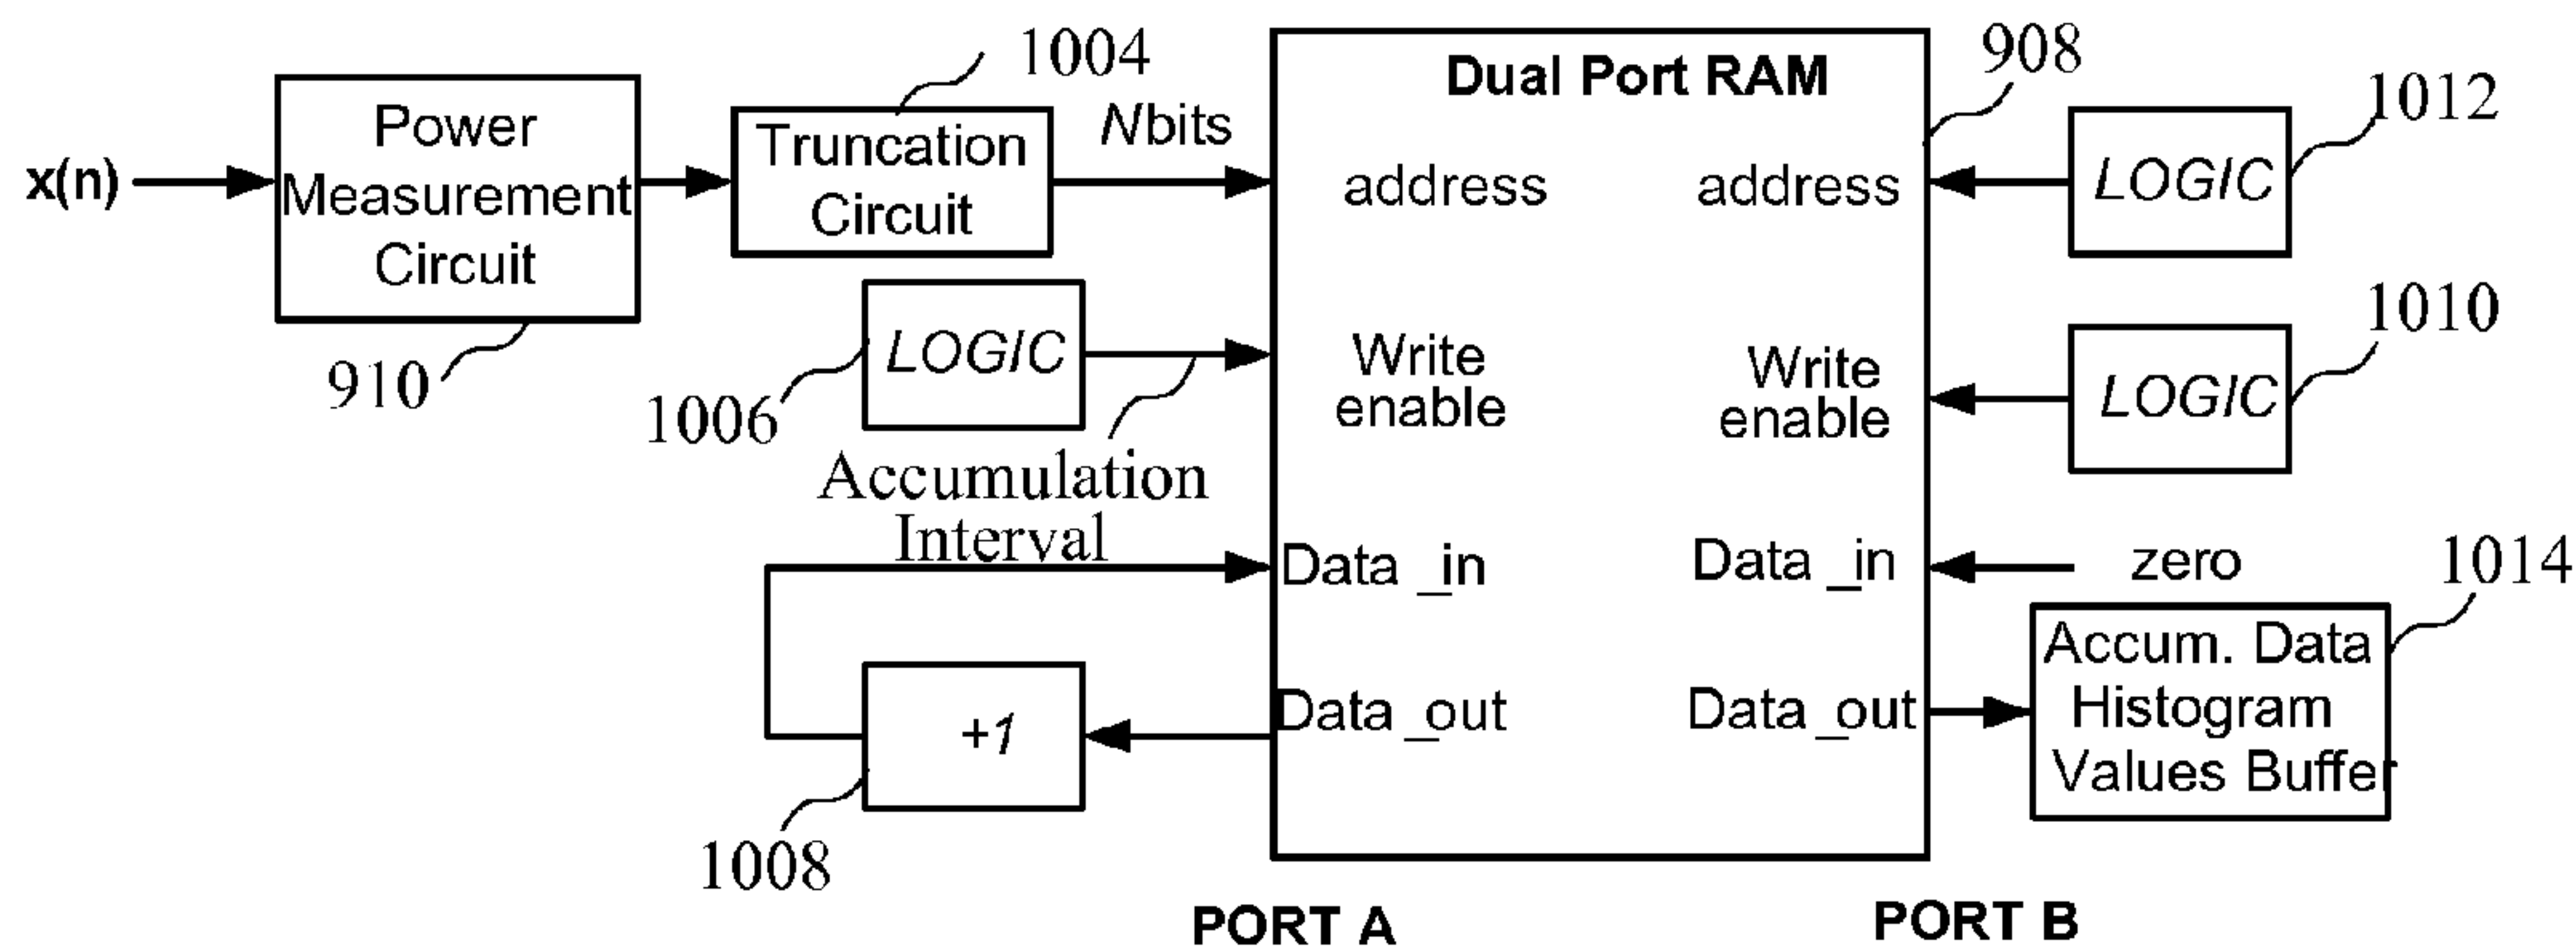 x(n)
Power
Measurement
Circuit
910
1004
Truncation
Circuit
Nbits
LOGIC
1006
Accumulation
Interval
+1
1008
Dual Port RAM
address
Write
enable
Data _in
Data _out
address
Write
enable
Data _in
Data _out
908
1012
LOGIC
1010
LOGIC
zero
1014
Accum. Data
Histogram
Values Buffer
PORT A
PORT B